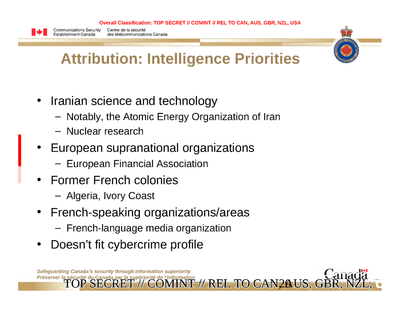 Overall Classification: TOP SECRET // COMINT // REL TO CAN, AUS, GBR, NZL, USA
Communications Security Establishment Canada
Centre de la sécurité des télécommunications Canada
Attribution: Intelligence Priorities
• Iranian science and technology
– Notably, the Atomic Energy Organization of Iran
– Nuclear research
• European supranational organizations
– European Financial Association
• Former French colonies
– Algeria, Ivory Coast
• French-speaking organizations/areas
– French-language media organization
• Doesn't fit cybercrime profile
Safeguarding Canada's security through information superiority
Préserver la sécurité du Canada par la supériorité de l'information
Canada
TOP SECRET // COMINT // REL TO CAN, AUS, GBR, NZL,